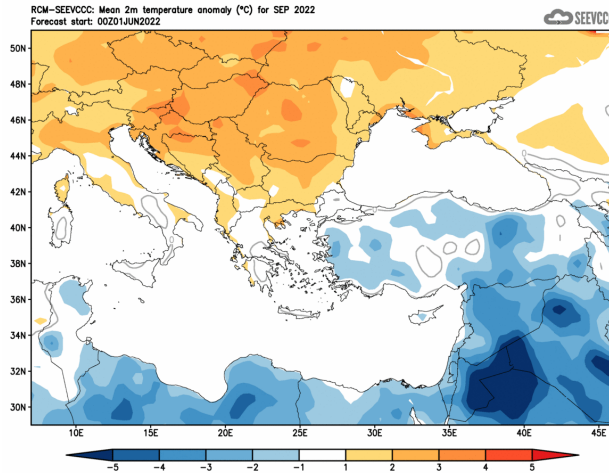 RCM-SEEVCCC: Mean 2m temperature anomaly (°C) for SEP 2022
Forecast start: 00Z01JUN2022
SEEVCCC
50N
48N
46N
44N
42N
40N
38N
36N
34N
32N
30N
10E 15E 20E 25E 30E 35E 40E 45E
-5 -4 -3 -2 -1 1 2 3 4 5